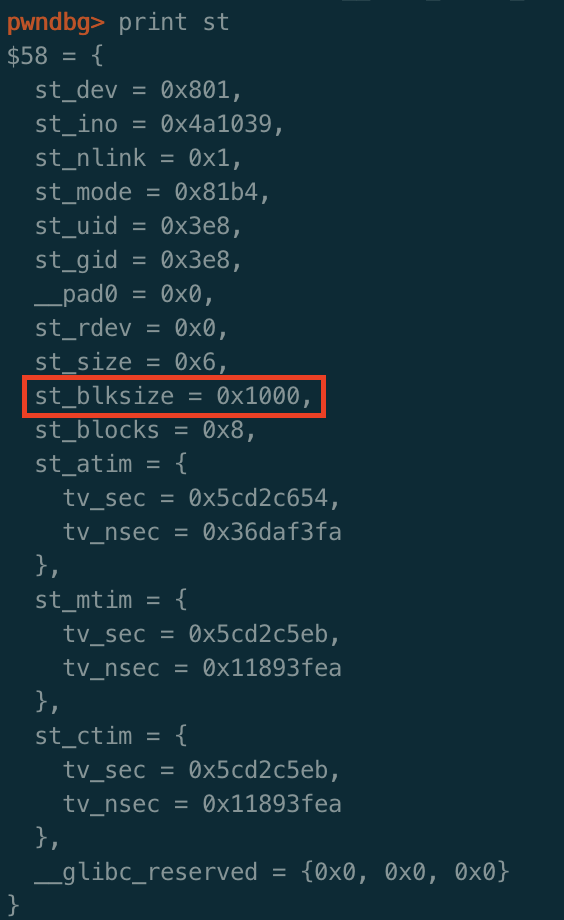 pwndbg> print st
$58 = {
  st_dev = 0x801,
  st_ino = 0x4a1039,
  st_nlink = 0x1,
  st_mode = 0x81b4,
  st_uid = 0x3e8,
  st_gid = 0x3e8,
  __pad0 = 0x0,
  st_rdev = 0x0,
  st_size = 0x6,
  st_blksize = 0x1000,
  st_blocks = 0x8,
  st_atim = {
    tv_sec = 0x5cd2c654,
    tv_nsec = 0x36daf3fa
  },
  st_mtim = {
    tv_sec = 0x5cd2c5eb,
    tv_nsec = 0x11893fea
  },
  st_ctim = {
    tv_sec = 0x5cd2c5eb,
    tv_nsec = 0x11893fea
  },
  __glibc_reserved = {0x0, 0x0, 0x0}
}